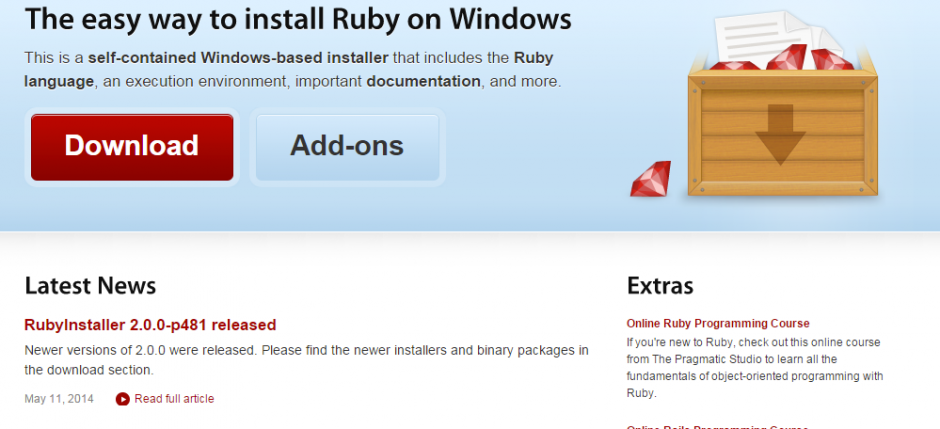 The easy way to install Ruby on Windows
This is a self-contained Windows-based installer that includes the Ruby
language, an execution environment, important documentation, and more.
Download
Add-ons
Latest News
RubyInstaller 2.0.0-p481 released
Newer versions of 2.0.0 were released. Please find the newer installers and binary packages in
the download section.
May 11, 2014
Read full article
Extras
Online Ruby Programming Course
If you're new to Ruby, check out this online course
from The Pragmatic Studio to learn all the
fundamentals of object-oriented programming with
Ruby.
Online Rails Programming Course